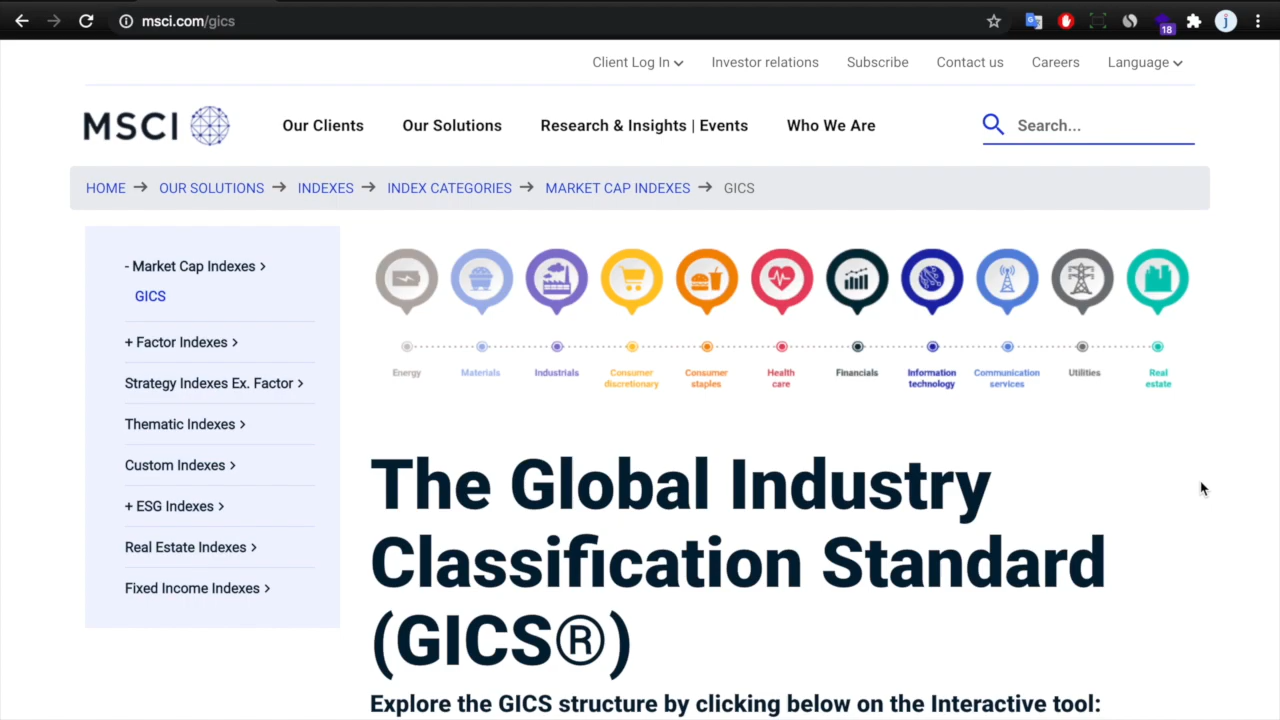 msci.com/gics
18
j
Client Log In
Investor relations
Subscribe
Contact us
Careers
Language
MSCI
Our Clients
Our Solutions
Research & Insights | Events
Who We Are
Search...
HOME
OUR SOLUTIONS
INDEXES
INDEX CATEGORIES
MARKET CAP INDEXES
GICS
- Market Cap Indexes
GICS
+ Factor Indexes
Strategy Indexes Ex. Factor
Thematic Indexes
Custom Indexes
+ ESG Indexes
Real Estate Indexes
Fixed Income Indexes
Energy
Materials
Industrials
Consumer
discretionary
Consumer
staples
Health
care
Financials
Information
technology
Communication
services
Utilities
Real
estate
The Global Industry
Classification Standard
(GICS®)
Explore the GICS structure by clicking below on the Interactive tool: